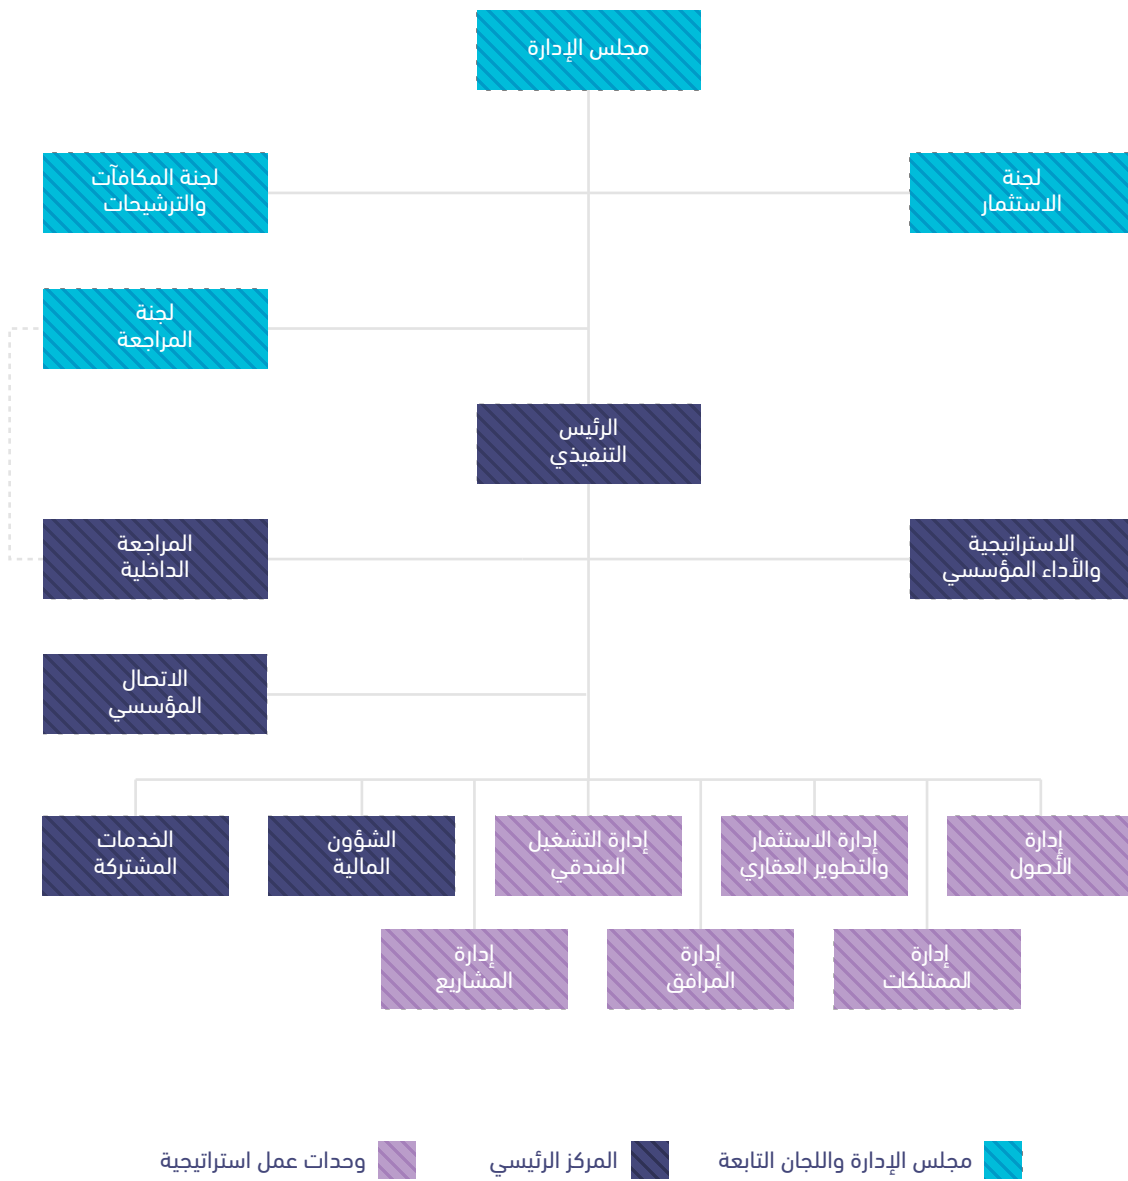 مجلس الإدارة
لجنة
الاستثمار
لجنة المكافآت
والترشيحات
لجنة
المراجعة
الرئيس
التنفيذي
الاستراتيجية
والأداء المؤسسي
المراجعة
الداخلية
الاتصال
المؤسسي
إدارة
الأصول
إدارة الاستثمار
والتطوير العقاري
إدارة التشغيل
الفندقي
الشؤون
المالية
الخدمات
المشتركة
إدارة
الممتلكات
إدارة
المرافق
إدارة
المشاريع
مجلس الإدارة واللجان التابعة
المركز الرئيسي
وحدات عمل استراتيجية